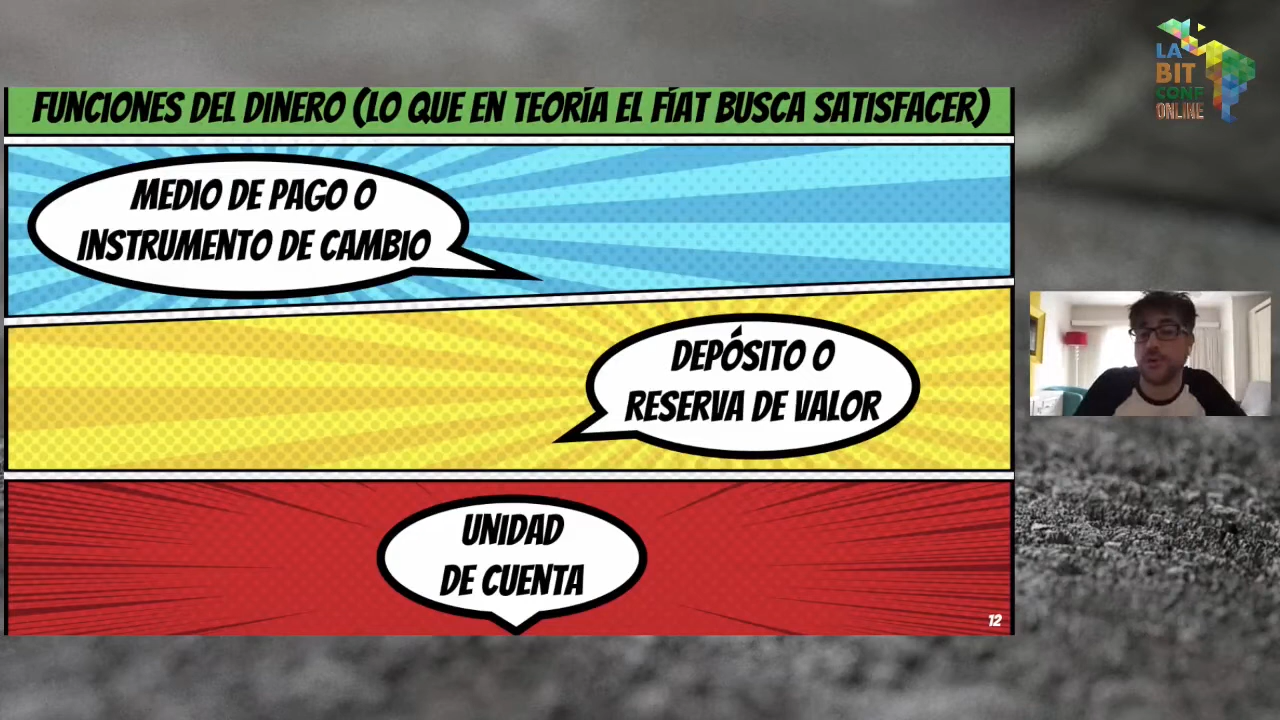 LA
BIT
CONF
ONLINE
FUNCIONES DEL DINERO (LO QUE EN TEORÍA EL FÍAT BUSCA SATISFACER)
MEDIO DE PAGO O
INSTRUMENTO DE CAMBIO
DEPÓSITO O
RESERVA DE VALOR
UNIDAD
DE CUENTA
12